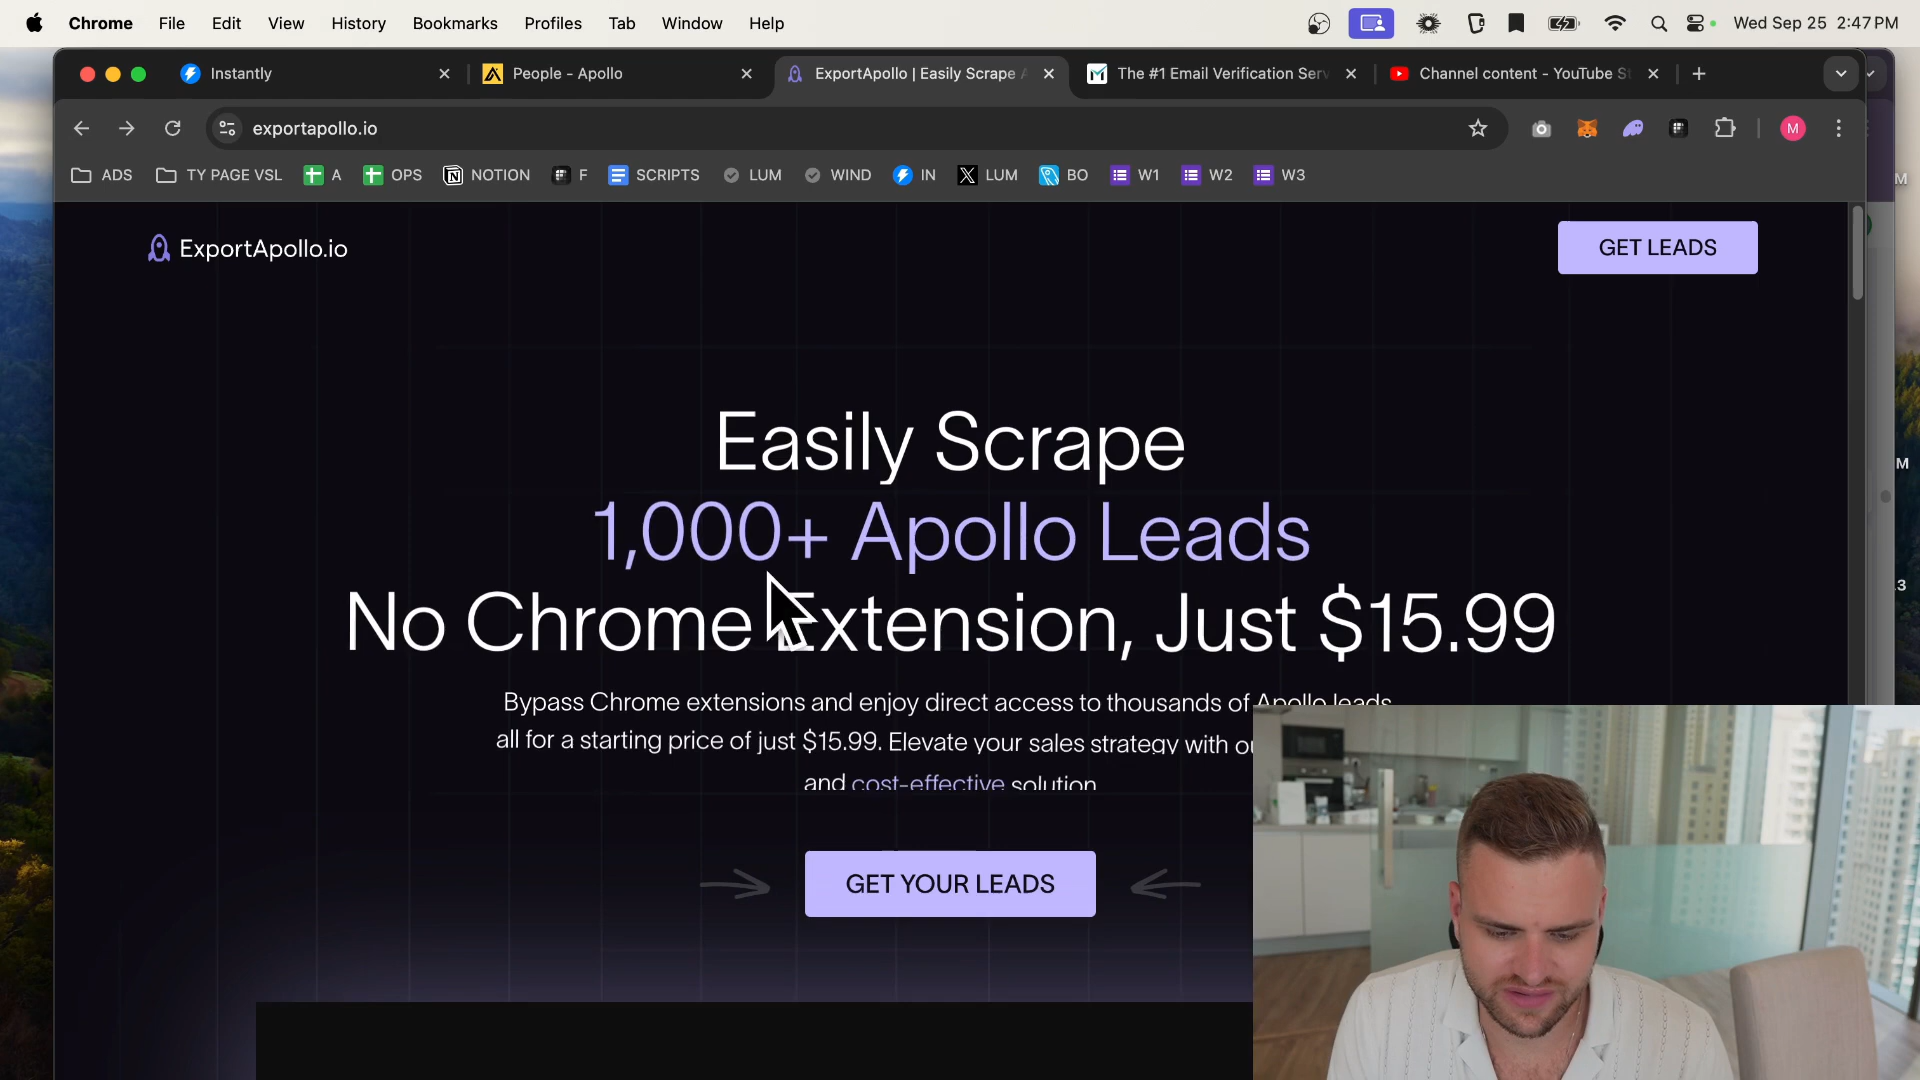 Chrome File Edit View History Bookmarks Profiles Tab Window Help Wed Sep 25 2:47 PM
Instantly People - Apollo ExportApollo | Easily Scrape The #1 Email Verification Serv Channel content - YouTube
exportapollo.io M
ADS TY PAGE VSL A OPS NOTION F SCRIPTS LUM WIND IN LUM BO W1 W2 W3
ExportApollo.io GET LEADS
Easily Scrape
1,000+ Apollo Leads
No Chrome Extension, Just $15.99
Bypass Chrome extensions and enjoy direct access to thousands of Apollo leads
all for a starting price of just $15.99. Elevate your sales strategy with
and cost-effective solution
GET YOUR LEADS